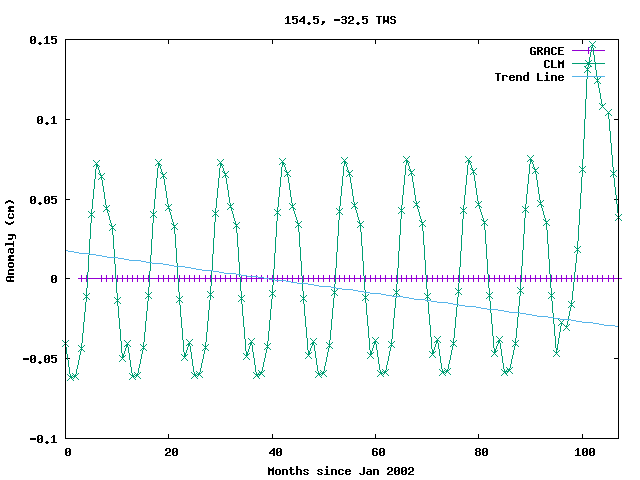 154.5, -32.5 TWS
0.15
0.1
0.05
0
-0.05
-0.1
Anomaly (cm)
GRACE
CLM
Trend Line
0 20 40 60 80 100
Months since Jan 2002